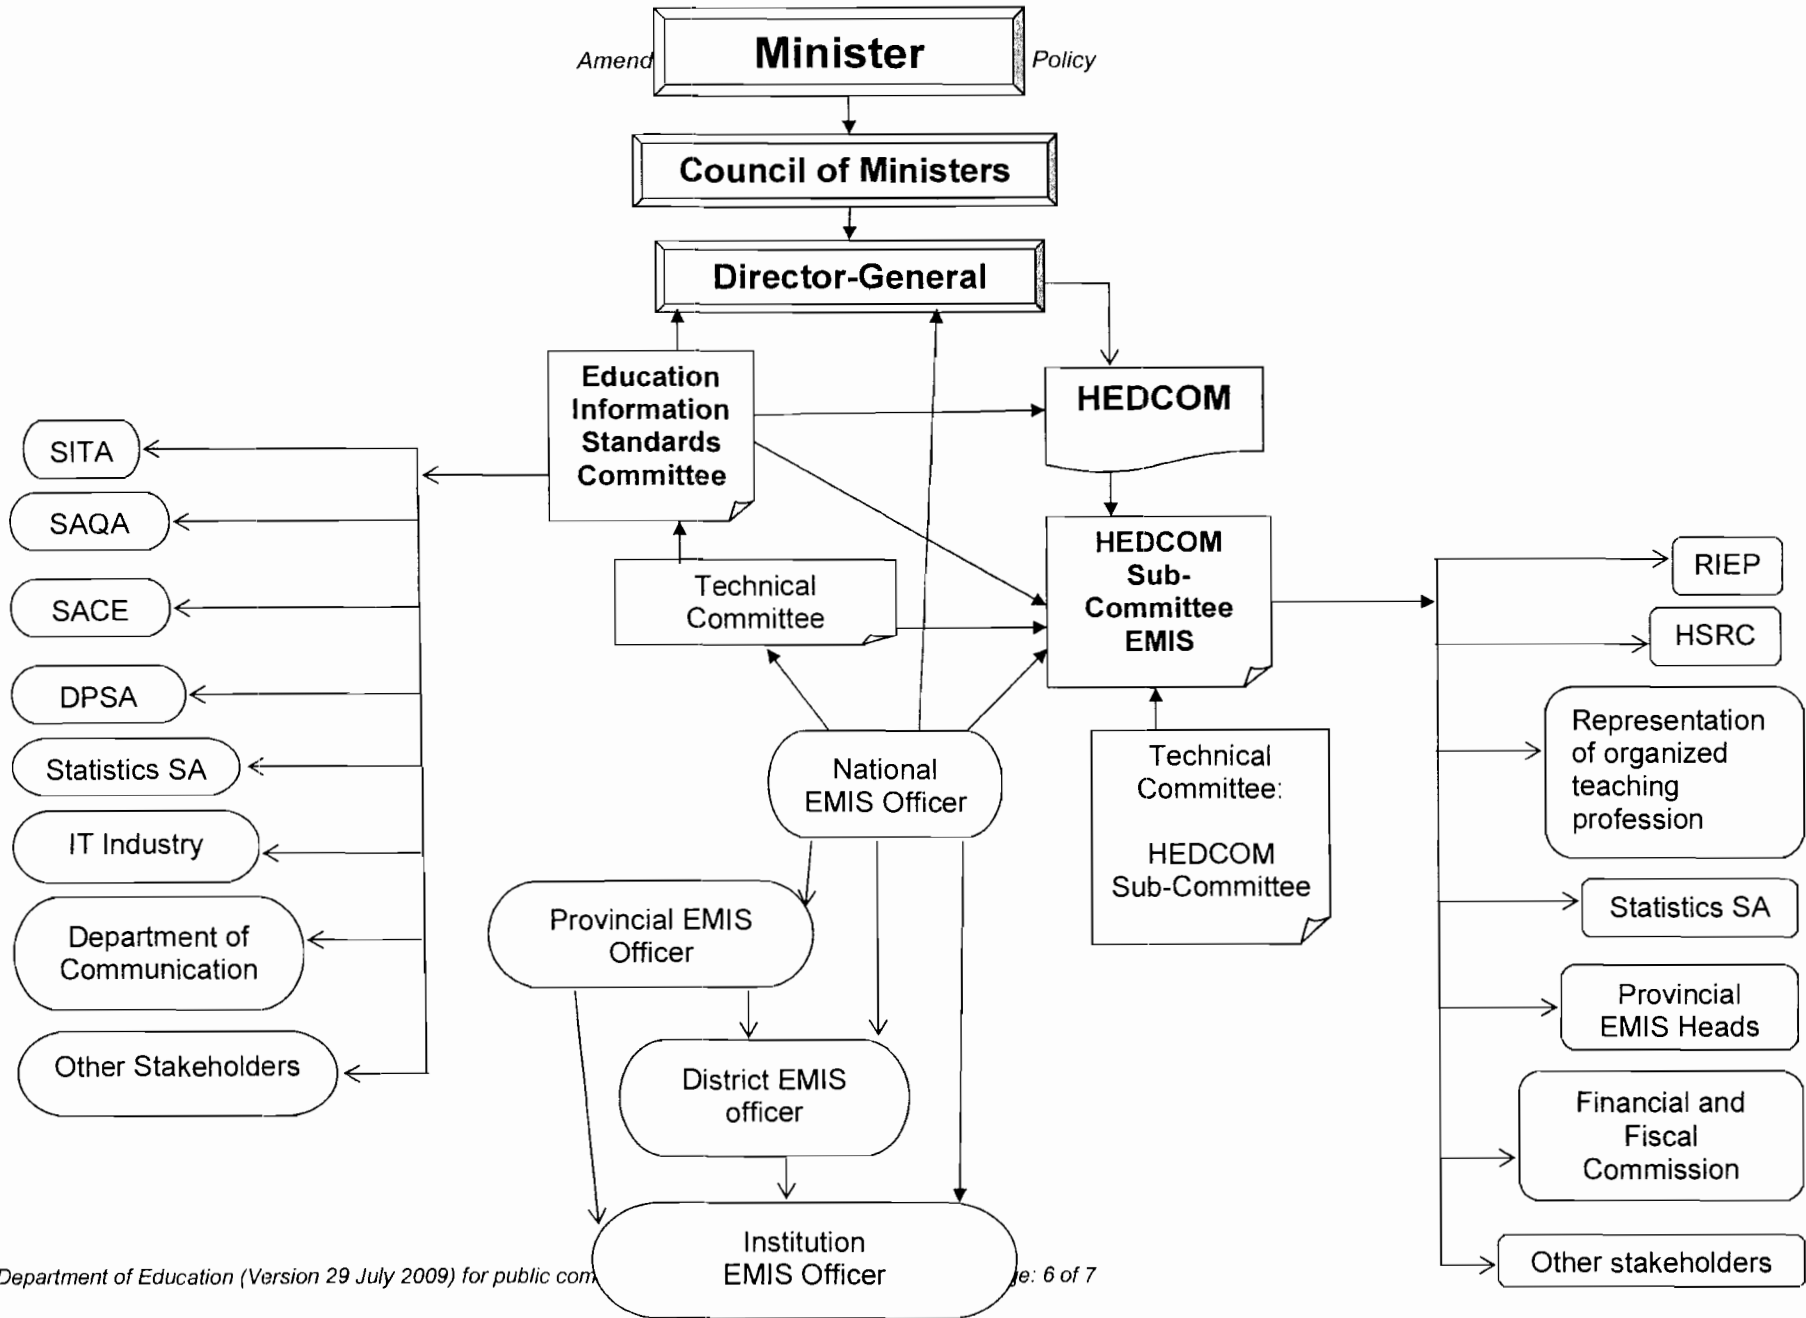 Amend
Minister
Policy
Council of Ministers
Director-General
Education
Information
Standards
Committee
HEDCOM
SITA
SAQA
SACE
DPSA
Statistics SA
IT Industry
Department of
Communication
Other Stakeholders
Technical
Committee
HEDCOM
Sub-
Committee
EMIS
National
EMIS Officer
Technical
Committee:
HEDCOM
Sub-Committee
Provincial EMIS
Officer
District EMIS
officer
Institution
EMIS Officer
RIEP
HSRC
Representation
of organized
teaching
profession
Statistics SA
Provincial
EMIS Heads
Financial and
Fiscal
Commission
Other stakeholders
Department of Education (Version 29 July 2009) for public com
e: 6 of 7